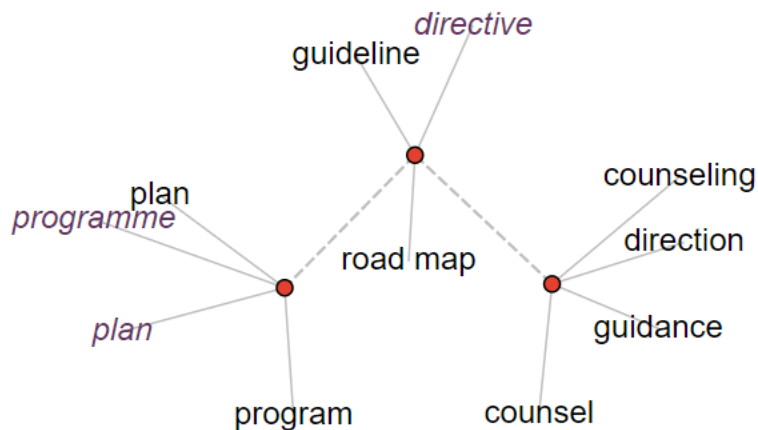 directive
guideline
counseling
plan
programme
direction
road map
guidance
plan
program
counsel